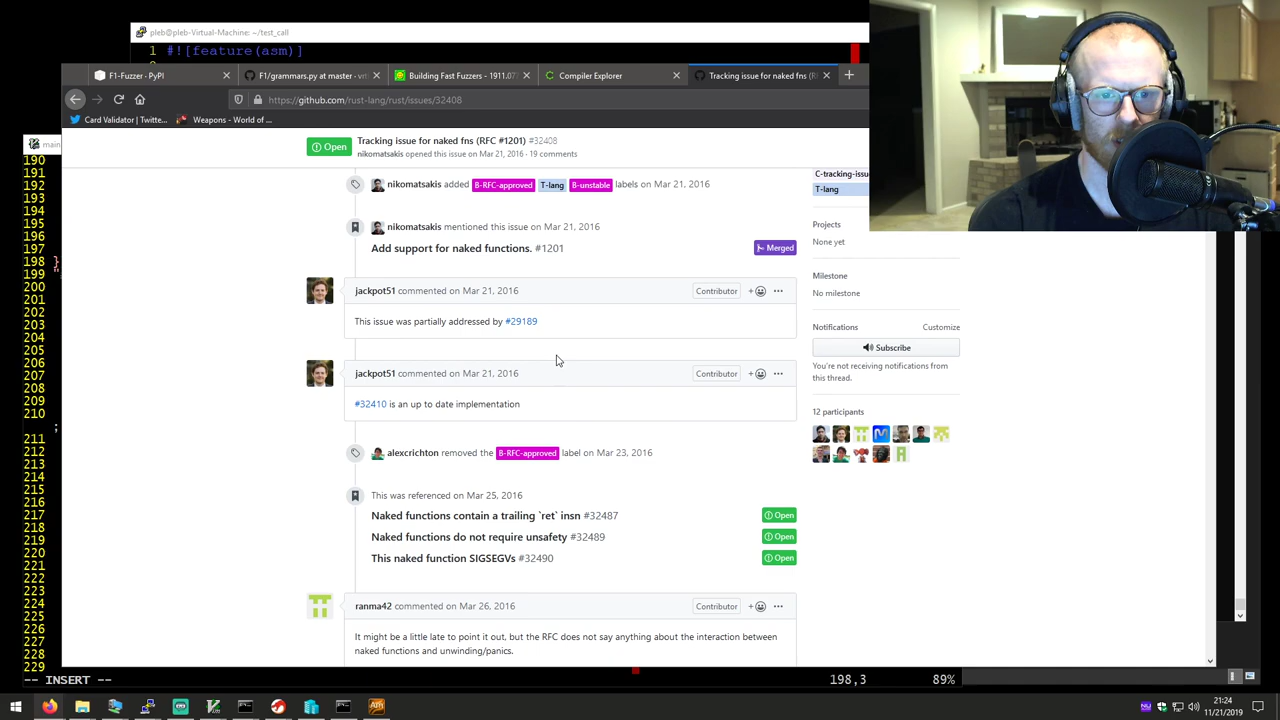 pleb@pleb-Virtual-Machine: ~/test_call
1 #![feature(asm)]
F1-Fuzzer · PyPI
F1/grammars.py at master · vrt
Building Fast Fuzzers - 1911.07
Compiler Explorer
Tracking issue for naked fns (R
https://github.com/rust-lang/rust/issues/32408
Card Validator | Twitte...
Weapons - World of ...
main
Open
Tracking issue for naked fns (RFC #1201) #32408
nikomatsakis opened this issue on Mar 21, 2016 · 19 comments
nikomatsakis added B-RFC-approved T-lang B-unstable labels on Mar 21, 2016
nikomatsakis mentioned this issue on Mar 21, 2016
Add support for naked functions. #1201
Merged
jackpot51 commented on Mar 21, 2016
Contributor
This issue was partially addressed by #29189
jackpot51 commented on Mar 21, 2016
Contributor
#32410 is an up to date implementation
alexcrichton removed the B-RFC-approved label on Mar 23, 2016
This was referenced on Mar 25, 2016
Naked functions contain a trailing `ret` insn #32487
Open
Naked functions do not require unsafety #32489
Open
This naked function SIGSEGVs #32490
Open
ranma42 commented on Mar 26, 2016
Contributor
It might be a little late to point it out, but the RFC does not say anything about the interaction between
naked functions and unwinding/panics.
C-tracking-issu
T-lang
Projects
None yet
Milestone
No milestone
Notifications
Customize
Subscribe
You're not receiving notifications from
this thread.
12 participants
190
191
192
193
194
195
196
197
198 }
199
200
201
202
203
204
205
206
207
208
209
210
;
211
212
213
214
215
216
217
218
219
220
221
222
223
224
225
226
227
228
229
-- INSERT --
198,3
89%
21:24
11/21/2019